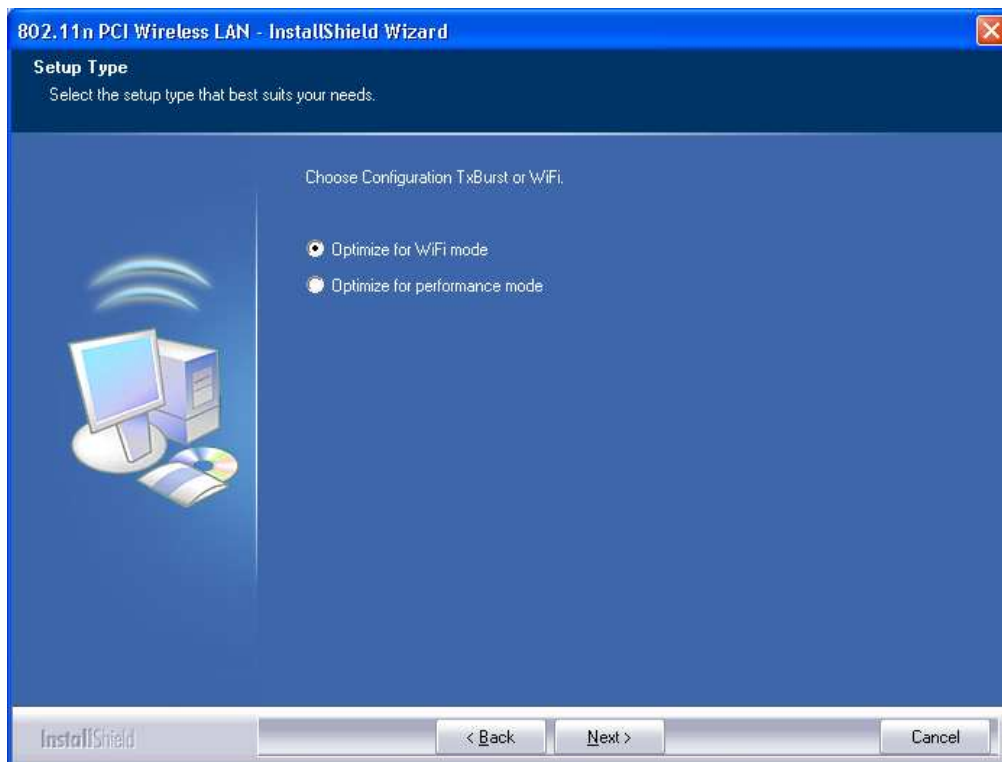 802.11n PCI Wireless LAN - InstallShield Wizard
Setup Type
Select the setup type that best suits your needs.
Choose Configuration TxBurst or WiFi.
Optimize for WiFi mode
Optimize for performance mode
InstallShield
< Back
Next >
Cancel